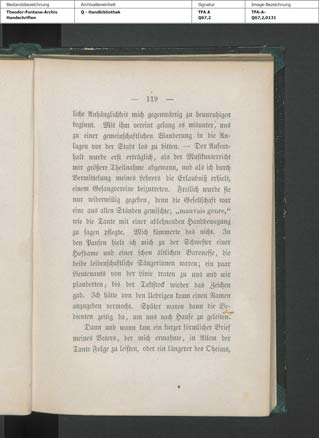 Bestandsbezeichnung
Archivalieneinheit
Signatur
Image-Bezeichnung
Theodor-Fontane-Archiv
Handschriften
Q - Handbibliothek
TFA A
Q67,2
TFA-A-
Q67,2,0131
— 119 —
liche Anhänglichkeit mich gegenwärtig zu beunruhigen
beginnt. Mit ihm vereint gelang es mitunter, uns
zu einer gemeinschaftlichen Wanderung in die An-
lagen vor der Stadt los zu bitten. — Der Aufent-
halt wurde erst erträglich, als der Musikunterricht
mir größere Theilnahme abgewann, und als ich durch
Vermittelung meines Lehrers die Erlaubniß erhielt,
einem Gesangvereine beizutreten. Freilich wurde sie
nur widerwillig gegeben, denn die Gesellschaft war
eine aus allen Ständen gemischte; „mauvais genre,“
wie die Tante mit einer ablehnenden Handbewegung
zu sagen pflegte. Mich kümmerte das nicht. In
den Pausen hielt ich mich zu der Schwester einer
Hofdame und einer schon ältlichen Baronesse, die
beide leidenschaftliche Sängerinnen waren; ein paar
Lieutenants von der Linie traten zu uns und wir
plauderten, bis der Taktstock wieder das Zeichen
gab. Ich hätte von den Uebrigen kaum einen Namen
anzugeben vermocht. Später waren dann die Be-
dienten zeitig da, um uns nach Hause zu geleiten.
Dann und wann kam ein kurzer förmlicher Brief
meines Vaters, der mich ermahnte, in Allem der
Tante Folge zu leisten, oder ein längerer des Oheims,